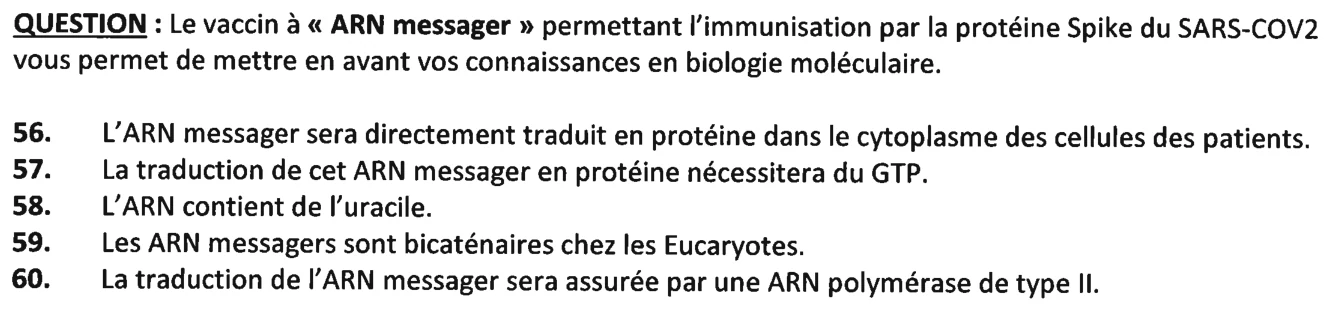 QUESTION : Le vaccin à « ARN messager » permettant l'immunisation par la protéine Spike du SARS-COV2
vous permet de mettre en avant vos connaissances en biologie moléculaire.
56. L'ARN messager sera directement traduit en protéine dans le cytoplasme des cellules des patients.
57. La traduction de cet ARN messager en protéine nécessitera du GTP.
58. L'ARN contient de l'uracile.
59. Les ARN messagers sont bicaténaires chez les Eucaryotes.
60. La traduction de l'ARN messager sera assurée par une ARN polymérase de type II.